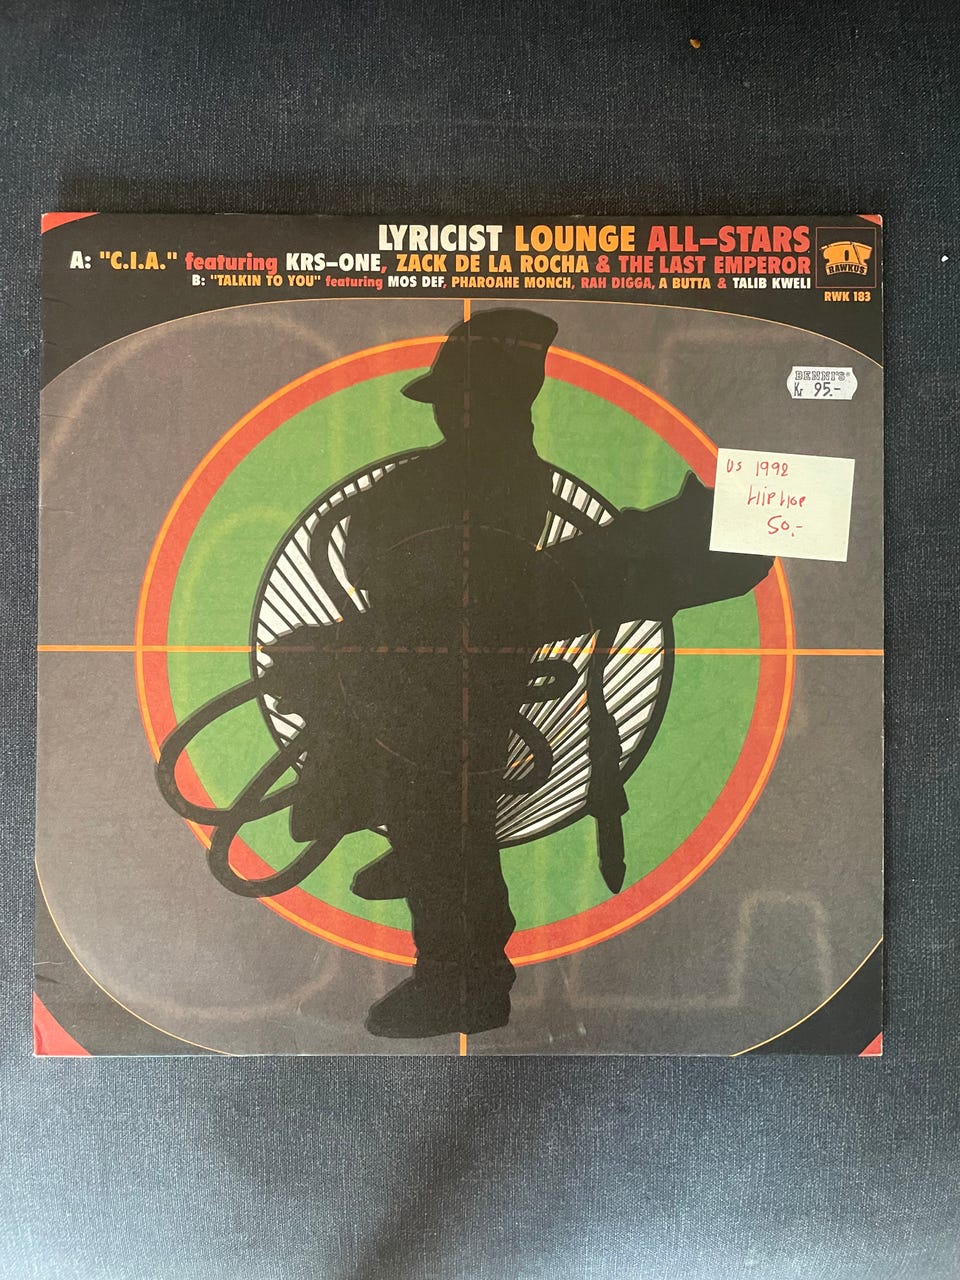 LYRICIST LOUNGE ALL-STARS
A: "C.I.A." featuring KRS-ONE, ZACK DE LA ROCHA & THE LAST EMPEROR
B: "TALKIN TO YOU" featuring MOS DEF, PHAROAHE MONCH, RAH DIGGA, A BUTTA & TALIB KWELI
RAWKUS
RWK 183
BENNI'S
Kr 95.-
US 1998
HIPHOP
50.-